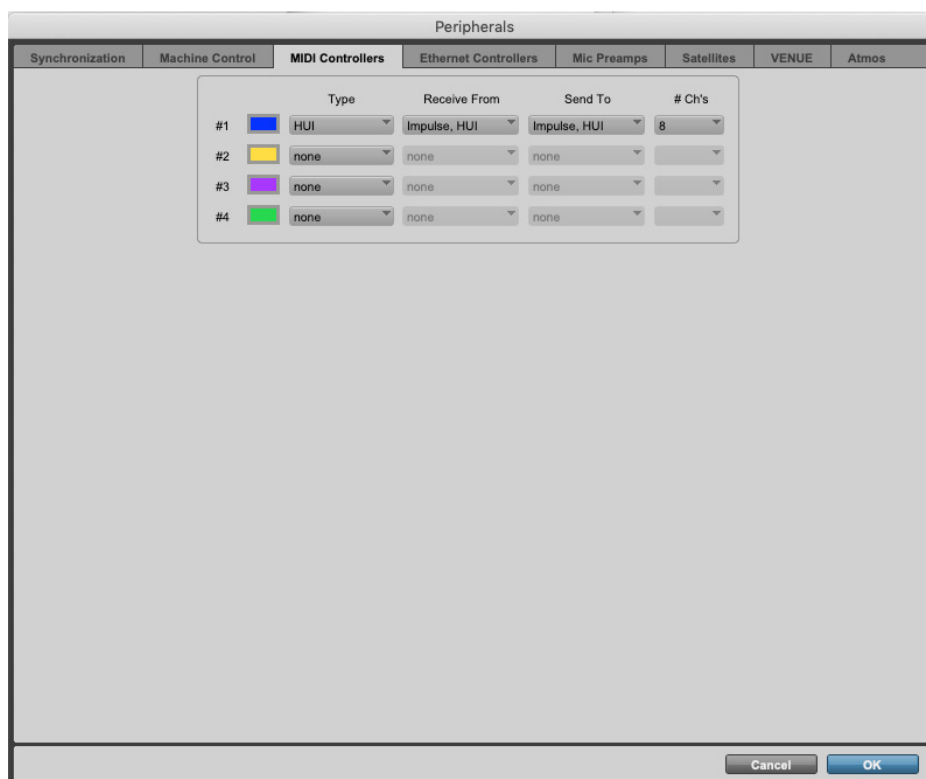 Peripherals
Synchronization Machine Control MIDI Controllers Ethernet Controllers Mic Preamps Satellites VENUE Atmos
Type Receive From Send To # Ch's
#1 HUI Impulse, HUI Impulse, HUI 8
#2 none none none
#3 none none none
#4 none none none
Cancel OK